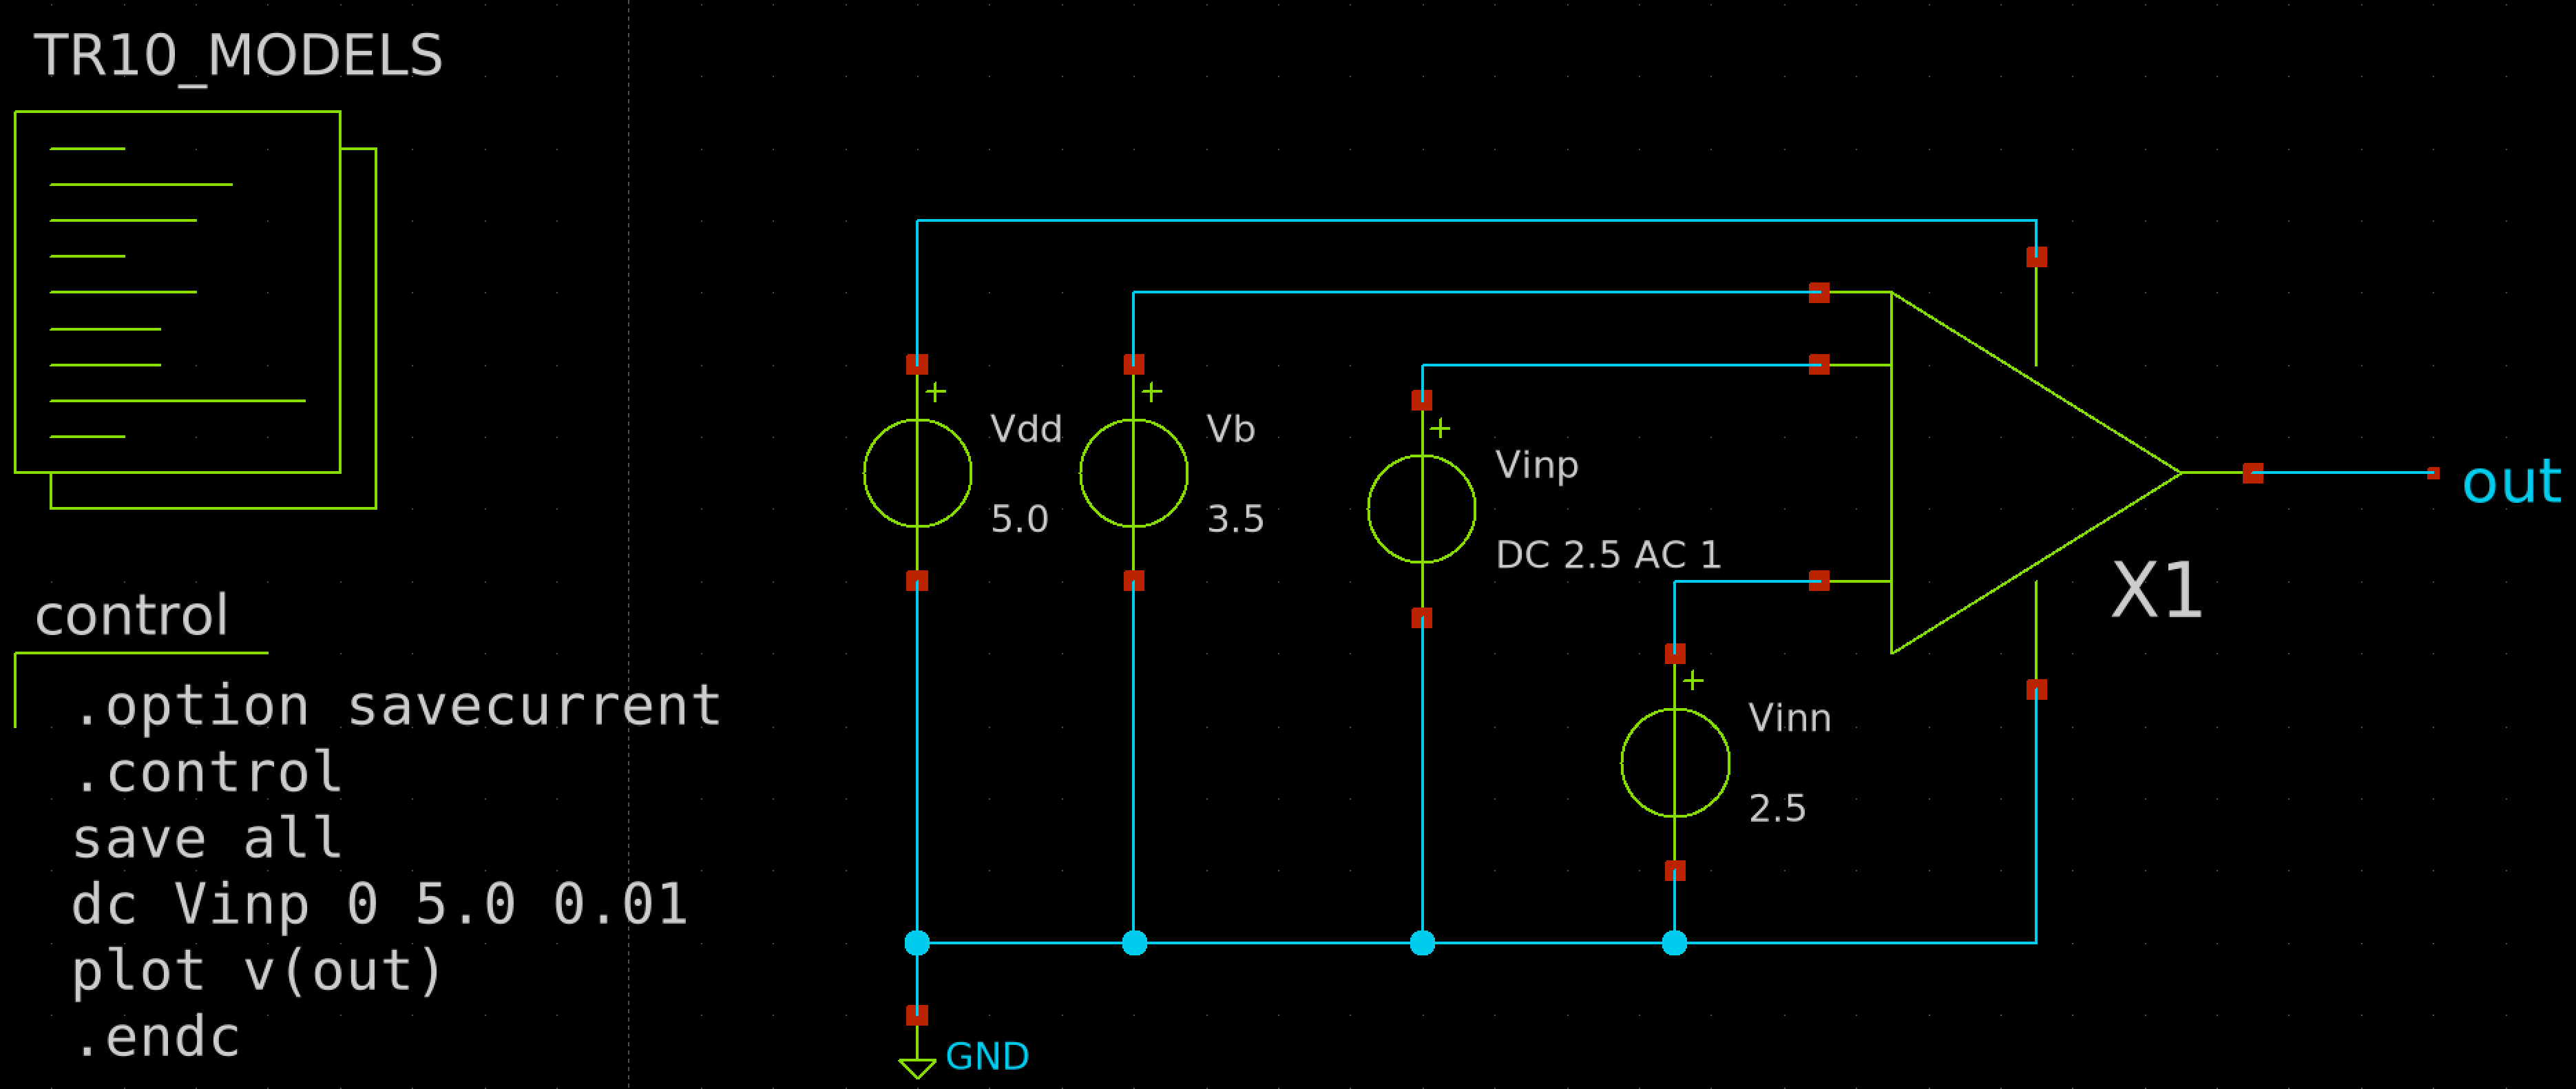 TR10_MODELS
control
.option savecurrent
.control
save all
dc Vinp 0 5.0 0.01
plot v(out)
.endc
+
Vdd
5.0
+
Vb
3.5
+
Vinp
DC 2.5 AC 1
+
Vinn
2.5
X1
out
GND